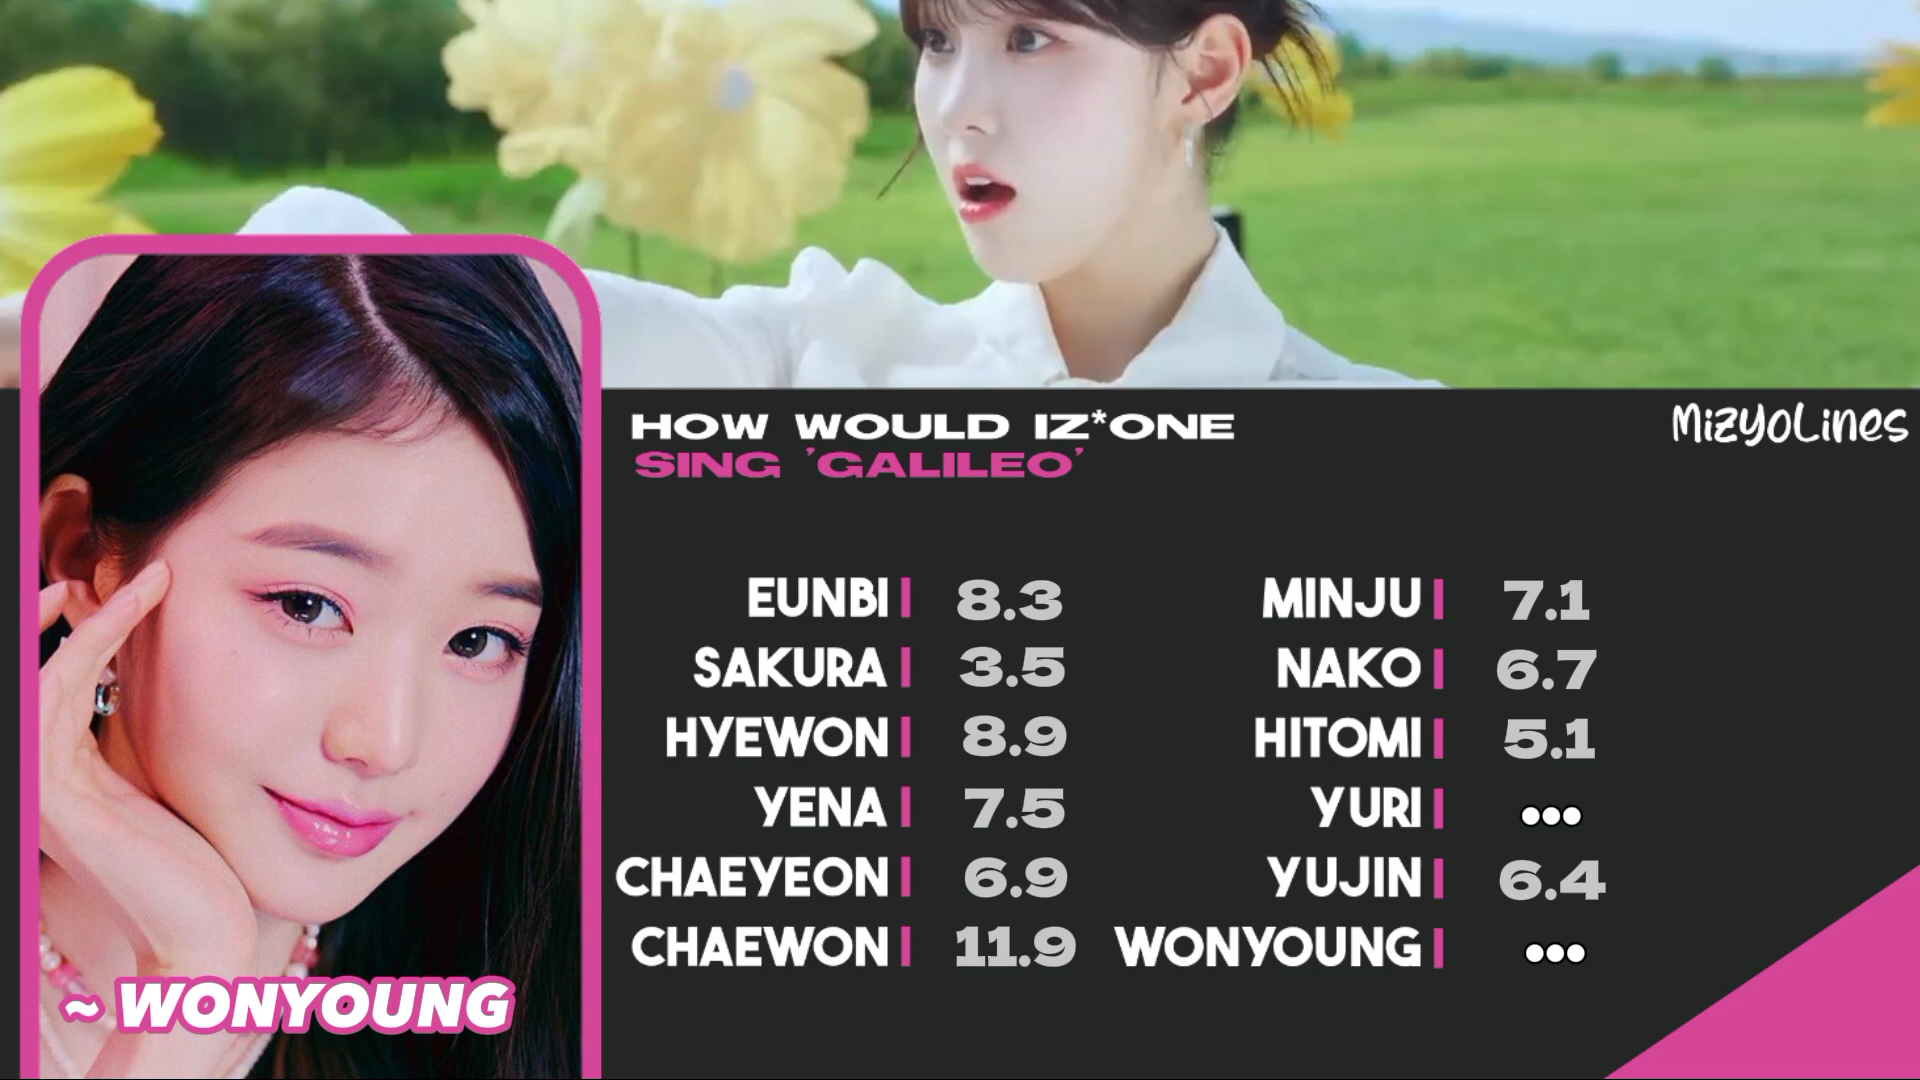 HOW WOULD IZ*ONE
SING 'GALILEO'
MizyoLines
EUNBI | 8.3
SAKURA | 3.5
HYEWON | 8.9
YENA | 7.5
CHAEYEON | 6.9
CHAEWON | 11.9
MINJU | 7.1
NAKO | 6.7
HITOMI | 5.1
YURI | •••
YUJIN | 6.4
WONYOUNG | •••
~ WONYOUNG